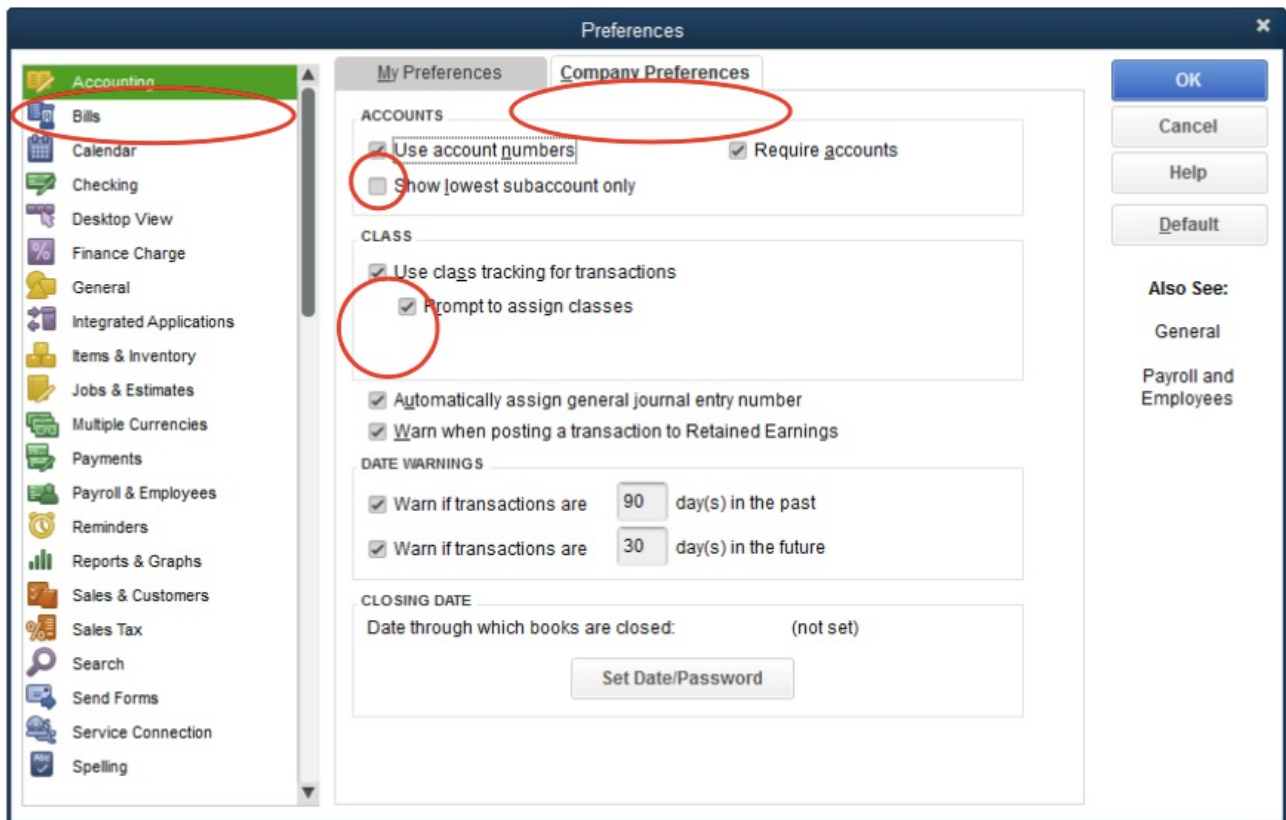 Preferences
Accounting
Bills
Calendar
Checking
Desktop View
Finance Charge
General
Integrated Applications
Items & Inventory
Jobs & Estimates
Multiple Currencies
Payments
Payroll & Employees
Reminders
Reports & Graphs
Sales & Customers
Sales Tax
Search
Send Forms
Service Connection
Spelling
My Preferences
Company Preferences
ACCOUNTS
Use account numbers
Require accounts
Show lowest subaccount only
CLASS
Use class tracking for transactions
Prompt to assign classes
Automatically assign general journal entry number
Warn when posting a transaction to Retained Earnings
DATE WARNINGS
Warn if transactions are 90 day(s) in the past
Warn if transactions are 30 day(s) in the future
CLOSING DATE
Date through which books are closed: (not set)
Set Date/Password
OK
Cancel
Help
Default
Also See:
General
Payroll and
Employees